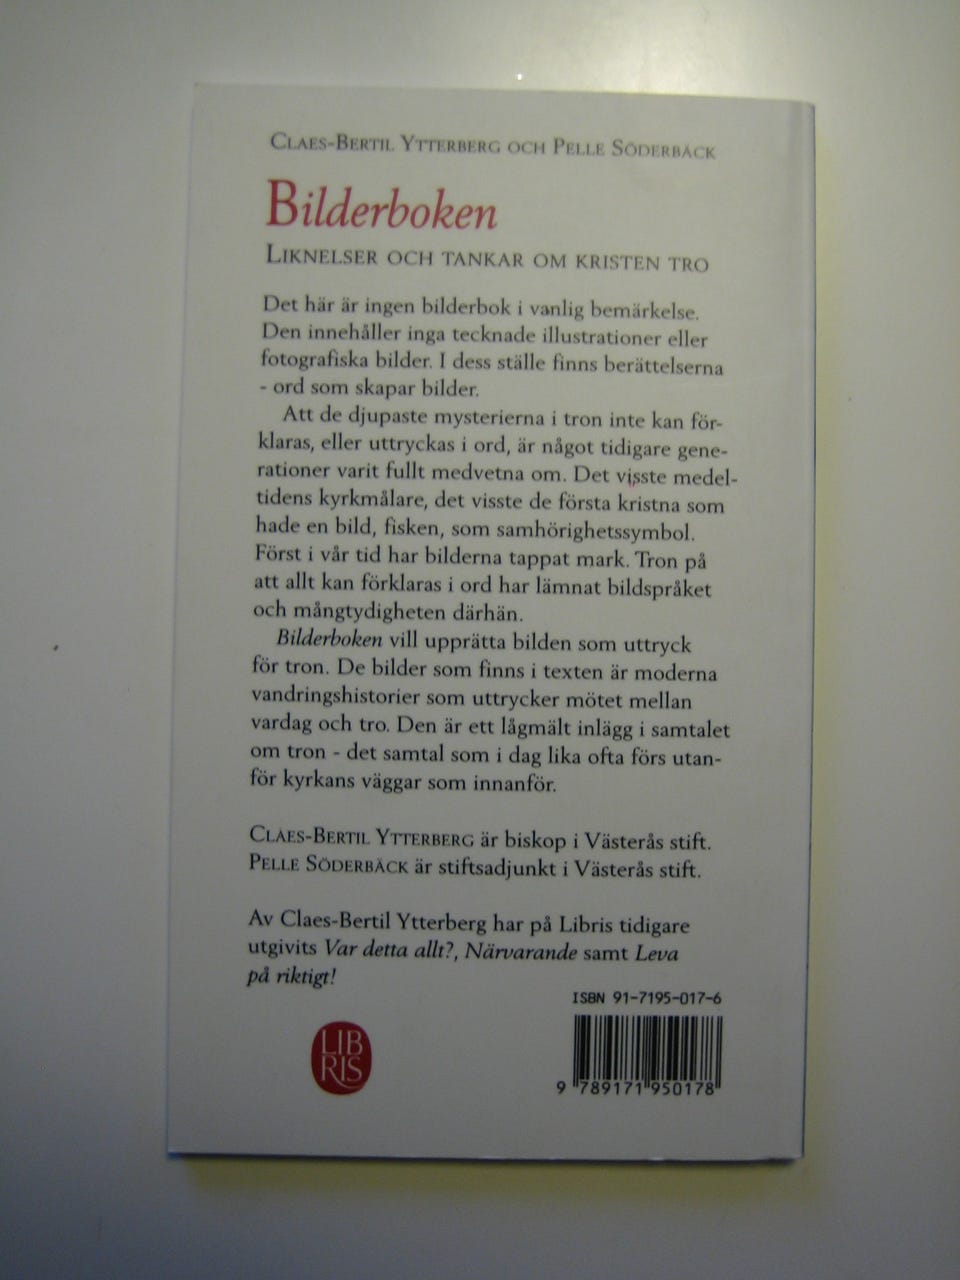 Claes-Bertil Ytterberg och Pelle Söderbäck
Bilderboken
Liknelser och tankar om kristen tro
Det här är ingen bilderbok i vanlig bemärkelse.
Den innehåller inga tecknade illustrationer eller
fotografiska bilder. I dess ställe finns berättelserna
- ord som skapar bilder.
Att de djupaste mysterierna i tron inte kan för-
klaras, eller uttryckas i ord, är något tidigare gene-
rationer varit fullt medvetna om. Det visste medel-
tidens kyrkmålare, det visste de första kristna som
hade en bild, fisken, som samhörighetssymbol.
Först i vår tid har bilderna tappat mark. Tron på
att allt kan förklaras i ord har lämnat bildspråket
och mångtydigheten därhän.
Bilderboken vill upprätta bilden som uttryck
för tron. De bilder som finns i texten är moderna
vandringshistorier som uttrycker mötet mellan
vardag och tro. Den är ett lågmält inlägg i samtalet
om tron - det samtal som i dag lika ofta förs utan-
för kyrkans väggar som innanför.
Claes-Bertil Ytterberg är biskop i Västerås stift.
Pelle Söderbäck är stiftsadjunkt i Västerås stift.
Av Claes-Bertil Ytterberg har på Libris tidigare
utgivits Var detta allt?, Närvarande samt Leva
på riktigt!
ISBN 91-7195-017-6
LIB
RIS
9 789171 950178